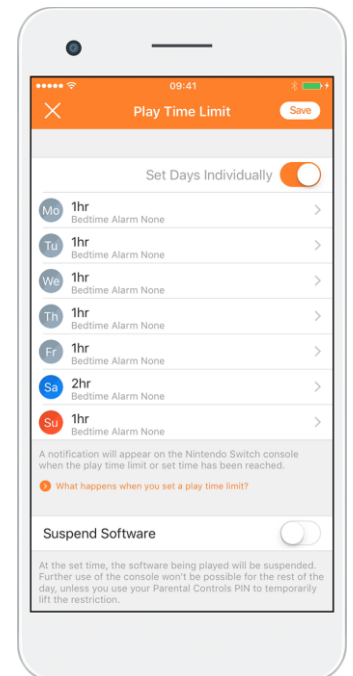 09:41
Play Time Limit
Save
Set Days Individually
Mo 1hr
Bedtime Alarm None
Tu 1hr
Bedtime Alarm None
We 1hr
Bedtime Alarm None
Th 1hr
Bedtime Alarm None
Fr 1hr
Bedtime Alarm None
Sa 2hr
Bedtime Alarm None
Su 1hr
Bedtime Alarm None
A notification will appear on the Nintendo Switch console
when the play time limit or set time has been reached.
What happens when you set a play time limit?
Suspend Software
At the set time, the software being played will be suspended.
Further use of the console won't be possible for the rest of the
day, unless you use your Parental Controls PIN to temporarily
lift the restriction.